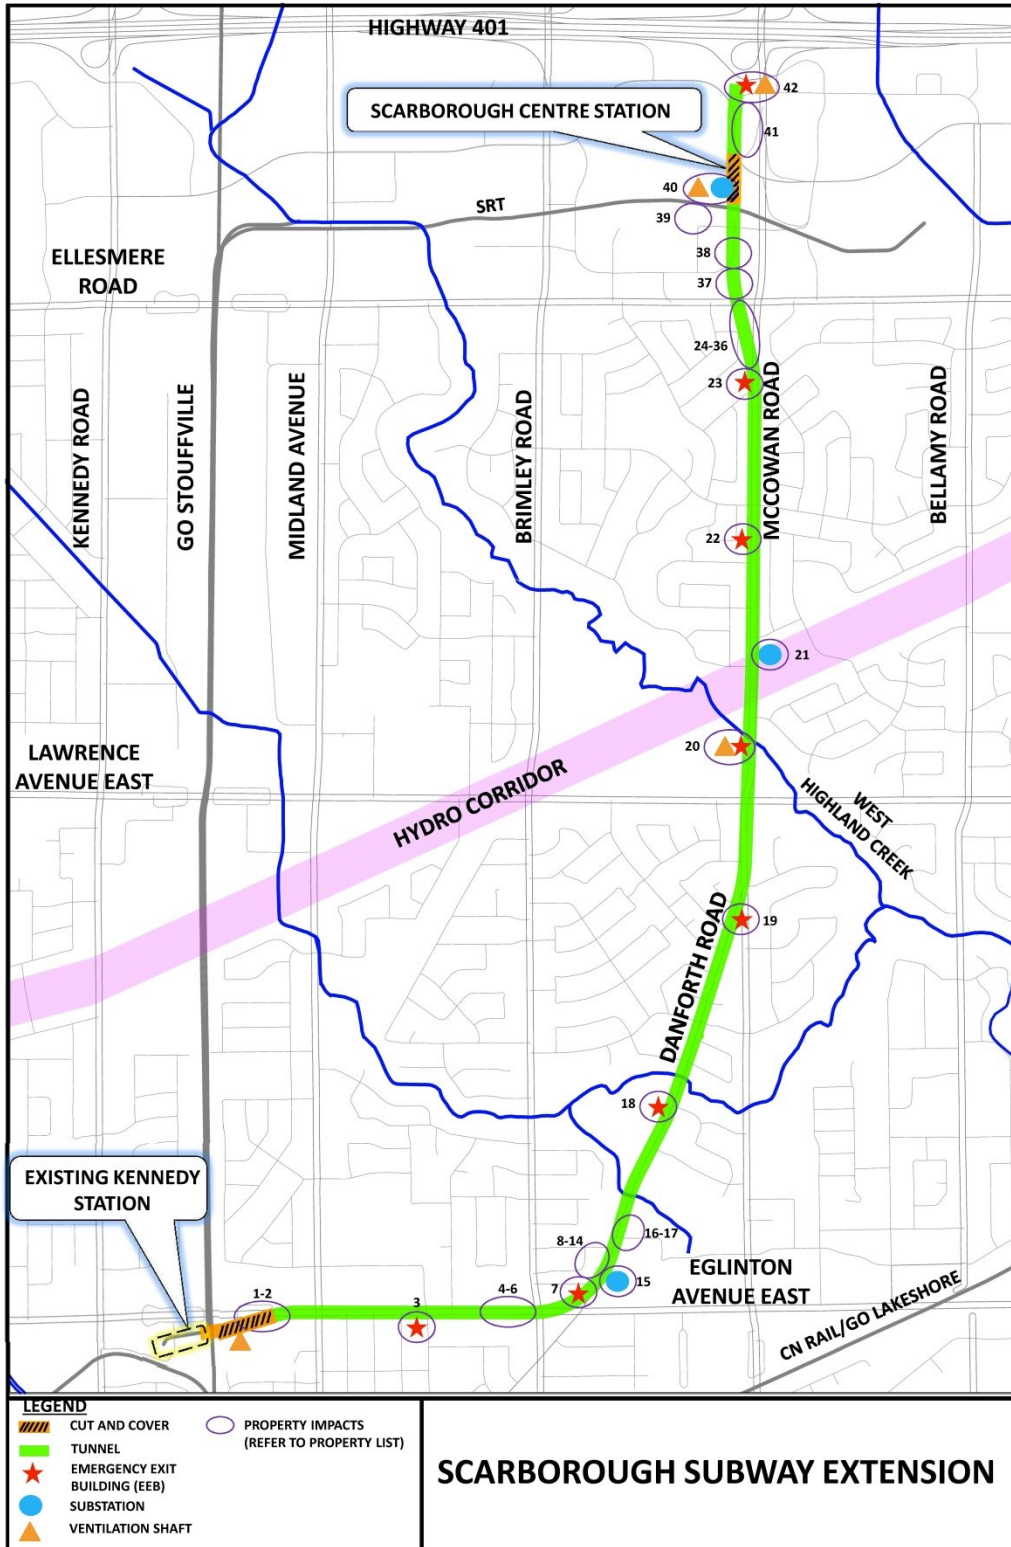 HIGHWAY 401
42
SCARBOROUGH CENTRE STATION
41
40
SRT
39
ELLESMERE
ROAD
38
37
24-36
23
KENNEDY ROAD
GO STOUFFVILLE
MIDLAND AVENUE
BRIMLEY ROAD
MCCOWAN ROAD
BELLAMY ROAD
22
21
20
LAWRENCE
AVENUE EAST
HYDRO CORRIDOR
WEST
HIGHLAND CREEK
19
DANFORTH ROAD
18
EXISTING KENNEDY
STATION
16-17
8-14
15
EGLINTON
AVENUE EAST
7
4-6
3
1-2
CN RAIL/GO LAKESHORE
LEGEND
CUT AND COVER
TUNNEL
EMERGENCY EXIT
BUILDING (EEB)
SUBSTATION
VENTILATION SHAFT
PROPERTY IMPACTS
(REFER TO PROPERTY LIST)
SCARBOROUGH SUBWAY EXTENSION